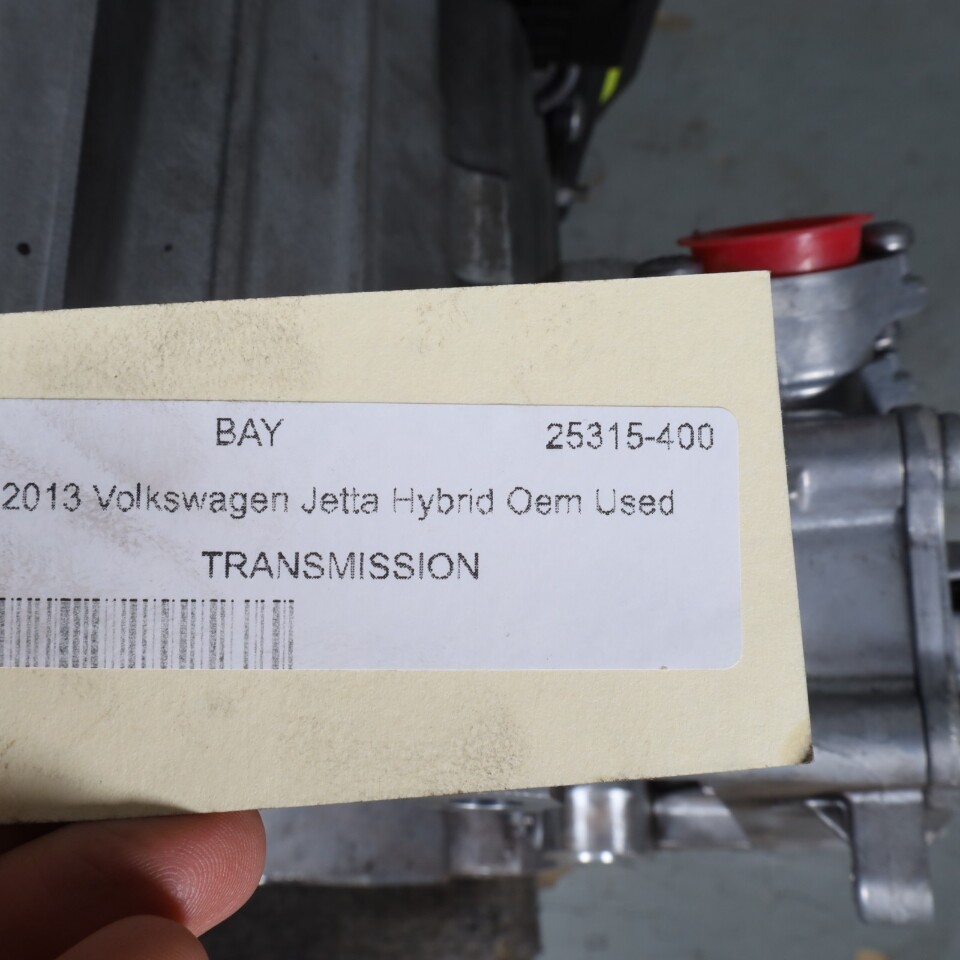 BAY 25315-400
2013 Volkswagen Jetta Hybrid Oem Used
TRANSMISSION